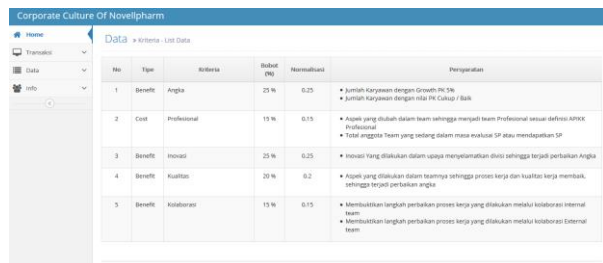 Corporate Culture Of Novellpharm
Home
Transaksi
Data
Info
Data » Kriteria - List Data
No Tipe Kriteria Bobot (%) Normalisasi Persyaratan
1 Benefit Angka 25 % 0.25
• Jumlah Karyawan dengan Growth PK 5%
• Jumlah Karyawan dengan nilai PK Cukup / Baik
2 Cost Profesional 15 % 0.15
• Aspek yang diubah dalam team sehingga menjadi team Profesional sesuai definisi APIKK
Profesional
• Total anggota Team yang sedang dalam masa evaluasi SP atau mendapatkan SP
3 Benefit Inovasi 25 % 0.25
• Inovasi Yang dilakukan dalam upaya menyelamatkan divisi sehingga terjadi perbaikan Angka
4 Benefit Kualitas 20 % 0.2
• Aspek yang dilakukan dalam teamnya sehingga proses kerja dan kualitas kerja membaik,
sehingga terjadi perbaikan angka
5 Benefit Kolaborasi 15 % 0.15
• Membuktikan langkah perbaikan proses kerja yang dilakukan melalui kolaborasi internal
team
• Membuktikan langkah perbaikan proses kerja yang dilakukan melalui kolaborasi External
team